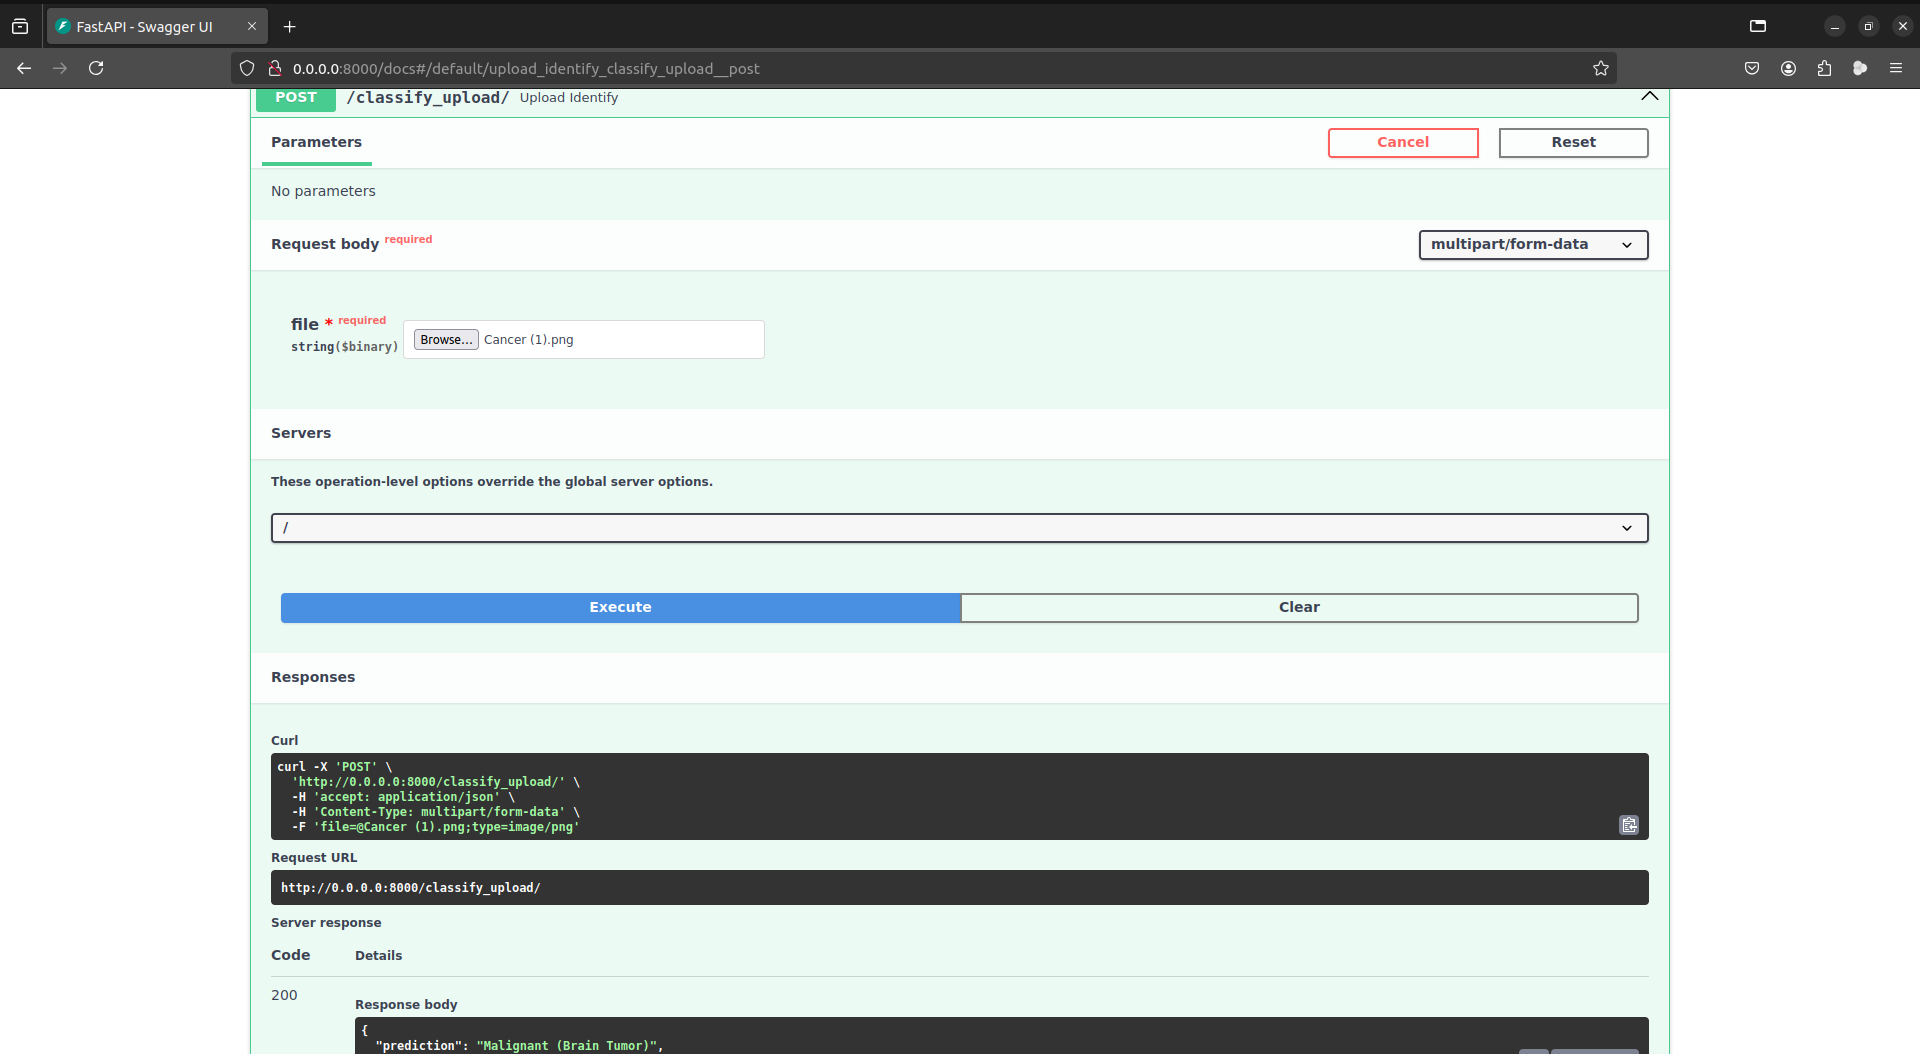 FastAPI - Swagger UI
0.0.0.0:8000/docs#/default/upload_identify_classify_upload__post
POST /classify_upload/ Upload Identify
Parameters
Cancel
Reset
No parameters
Request body required
multipart/form-data
file * required
string($binary)
Browse… Cancer (1).png
Servers
These operation-level options override the global server options.
/
Execute
Clear
Responses
Curl
curl -X 'POST' \
'http://0.0.0.0:8000/classify_upload/' \
-H 'accept: application/json' \
-H 'Content-Type: multipart/form-data' \
-F 'file=@Cancer (1).png;type=image/png'
Request URL
http://0.0.0.0:8000/classify_upload/
Server response
Code Details
200
Response body
{
"prediction": "Malignant (Brain Tumor)",